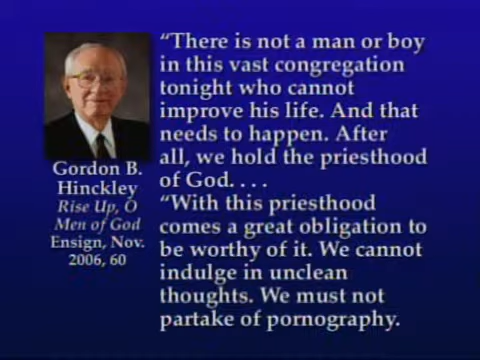 “There is not a man or boy
in this vast congregation
tonight who cannot
improve his life. And that
needs to happen. After
all, we hold the priesthood
of God. . . .
“With this priesthood
comes a great obligation to
be worthy of it. We cannot
indulge in unclean
thoughts. We must not
partake of pornography.
Gordon B.
Hinckley
Rise Up, O
Men of God
Ensign, Nov.
2006, 60